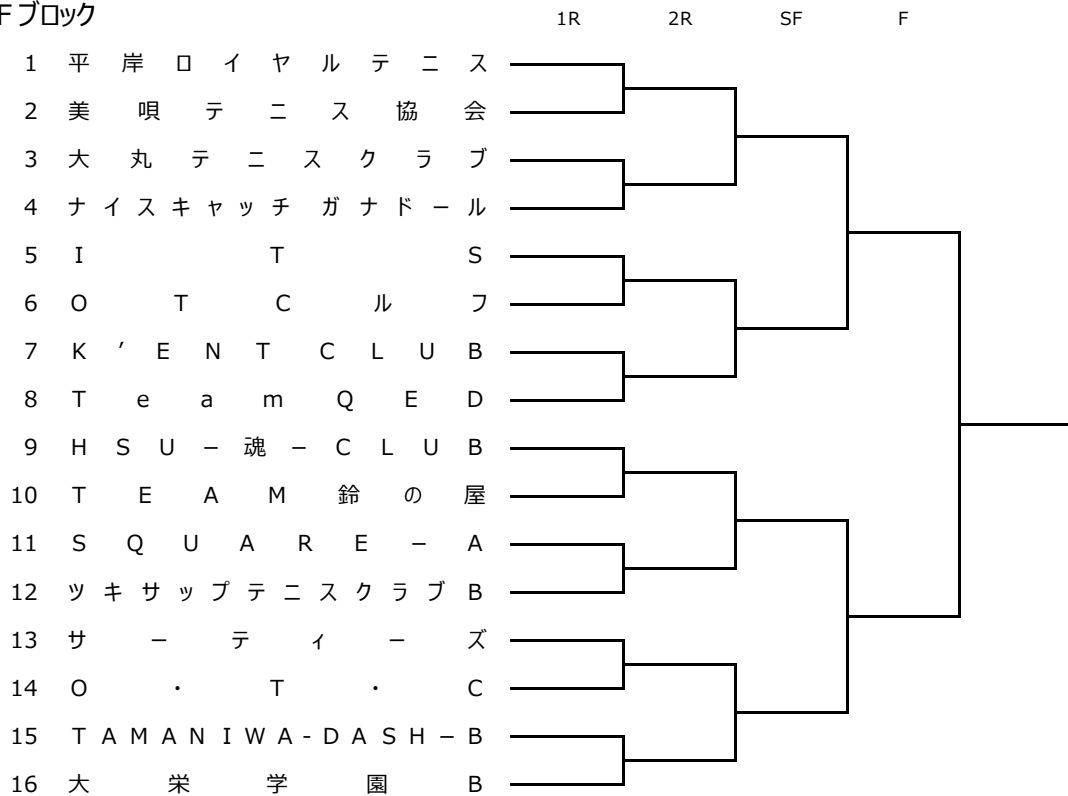 Fブロック
1R 2R SF F
1 平岸ロイヤルテニス
2 美唄テニス協会
3 大丸テニスクラブ
4 ナイスキャッチ ガナドール
5 ITS
6 OTCルフ
7 K'ENT CLUB
8 Team QED
9 HSU−魂−CLUB
10 TEAM鈴の屋
11 SQUARE−A
12 ツキサップテニスクラブB
13 サーティーズ
14 O・T・C
15 TAMANIWA-DASH−B
16 大栄学園B